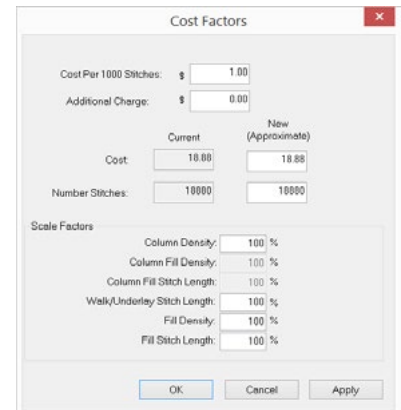 Cost Factors
Cost Per 1000 Stitches: $ 1.00
Additional Charge: $ 0.00
Current New (Approximate)
Cost: 18.88 18.88
Number Stitches: 18880 18880
Scale Factors
Column Density: 100 %
Column Fill Density: 100 %
Column Fill Stitch Length: 100 %
Walk/Underlay Stitch Length: 100 %
Fill Density: 100 %
Fill Stitch Length: 100 %
OK Cancel Apply